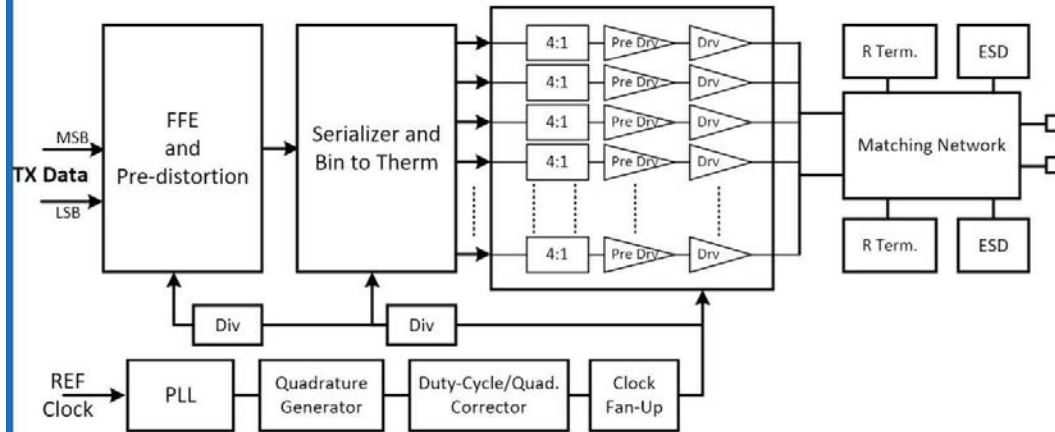 FFE
and
Pre-distortion
Serializer and
Bin to Therm
MSB
TX Data
LSB
4:1
Pre Drv
Drv
4:1
Pre Drv
Drv
4:1
Pre Drv
Drv
4:1
Pre Drv
Drv
4:1
Pre Drv
Drv
R Term.
ESD
Matching Network
R Term.
ESD
Div
Div
REF
Clock
PLL
Quadrature
Generator
Duty-Cycle/Quad.
Corrector
Clock
Fan-Up